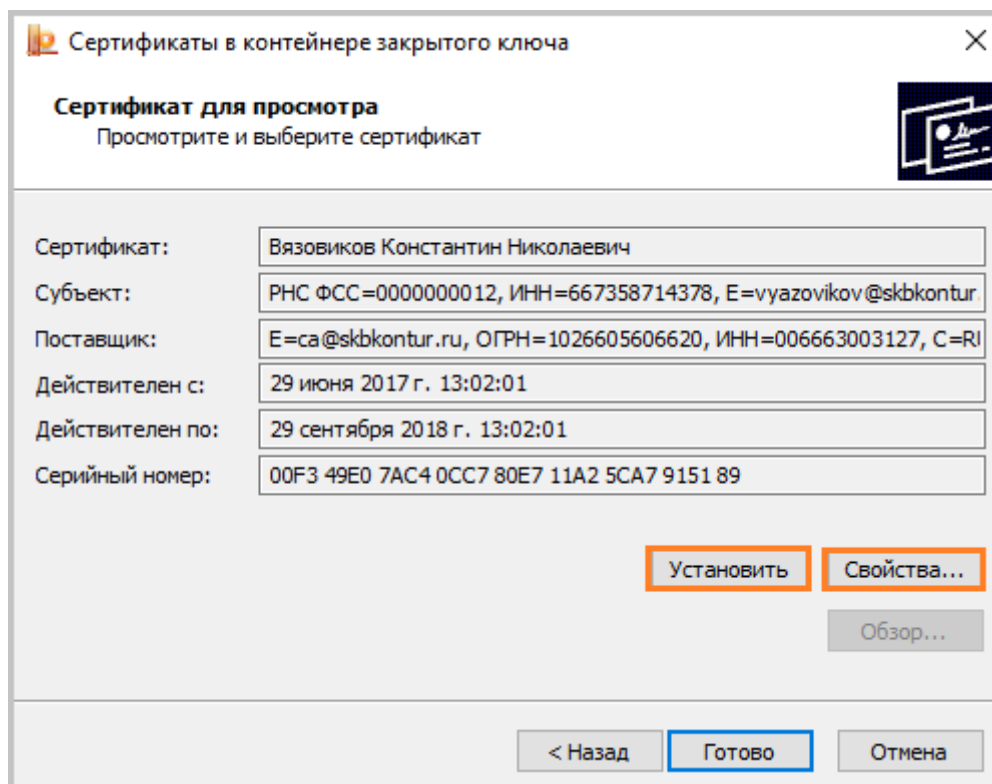 Сертификаты в контейнере закрытого ключа
Сертификат для просмотра
Просмотрите и выберите сертификат
Сертификат: Вязовиков Константин Николаевич
Субъект: РНС ФСС=0000000012, ИНН=667358714378, E=vyazovikov@skbkontur.
Поставщик: E=ca@skbkontur.ru, ОГРН=1026605606620, ИНН=006663003127, C=RU
Действителен с: 29 июня 2017 г. 13:02:01
Действителен по: 29 сентября 2018 г. 13:02:01
Серийный номер: 00F3 49E0 7AC4 0CC7 80E7 11A2 5CA7 9151 89
Установить Свойства...
Обзор...
< Назад Готово Отмена